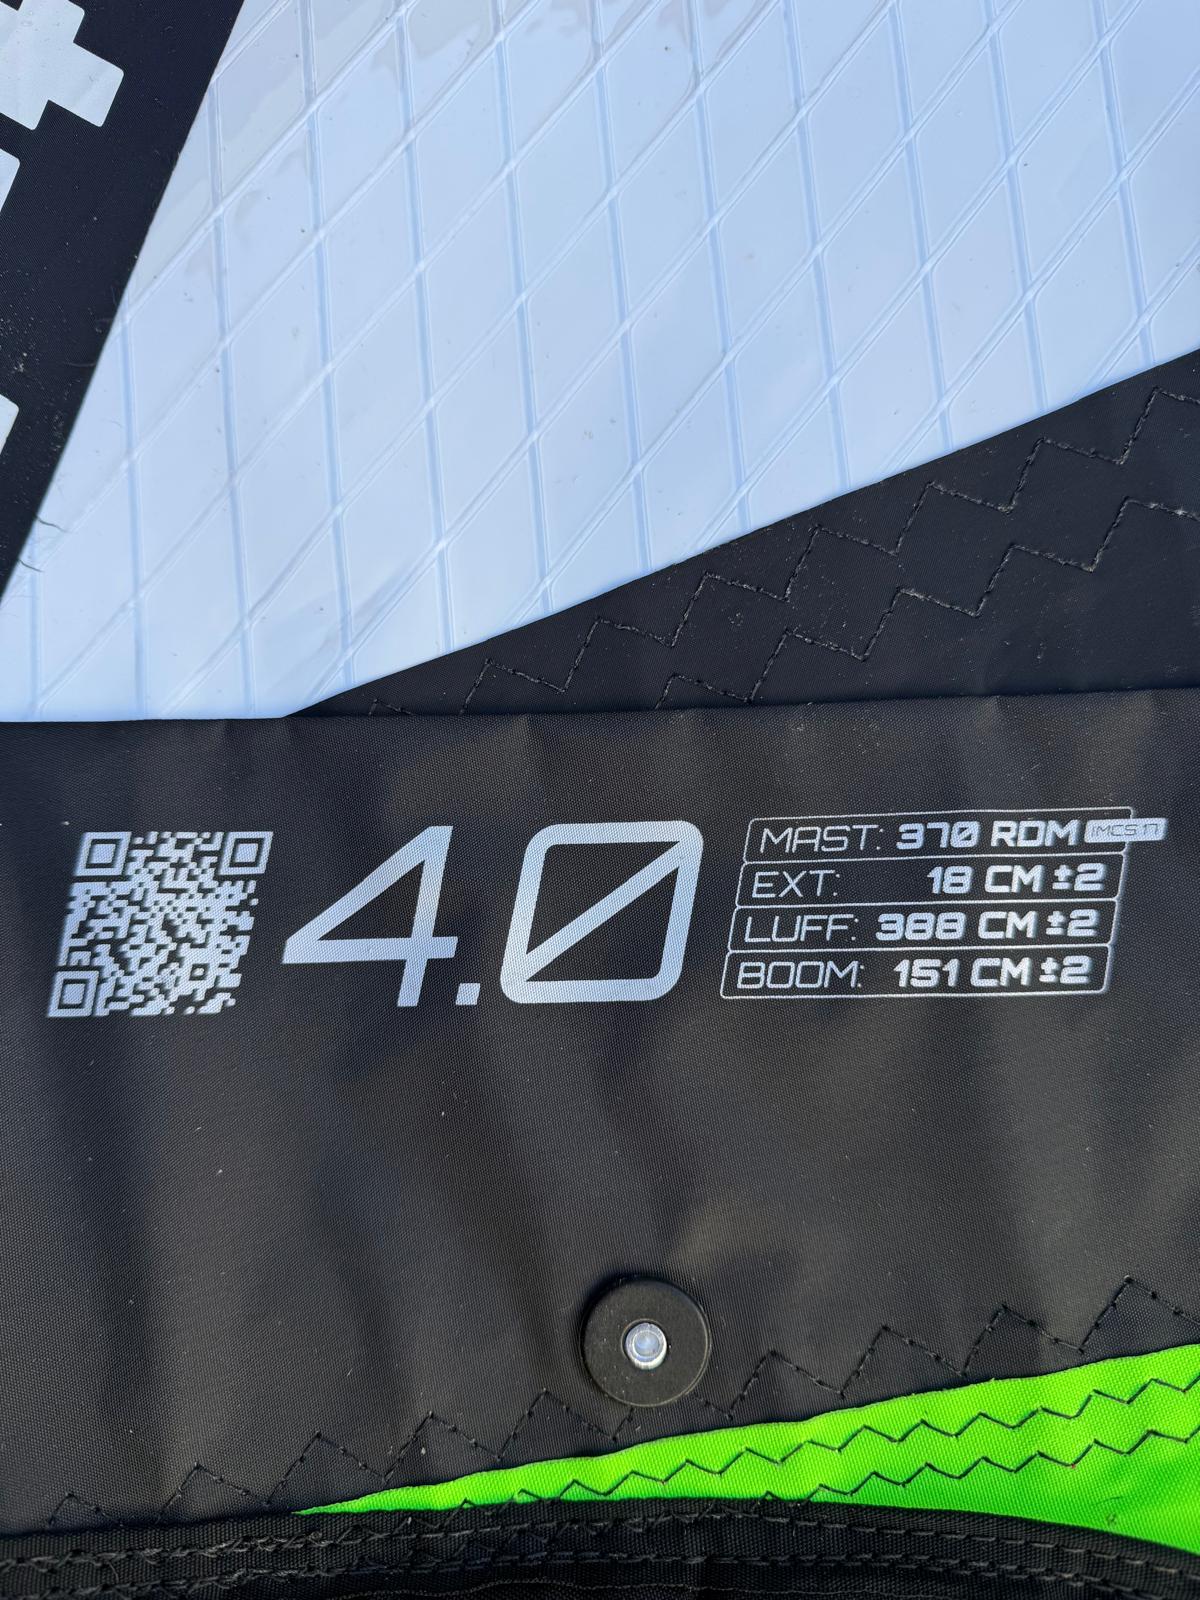 4.0
MAST: 370 RDM IMCS 17
EXT: 18 CM ±2
LUFF: 388 CM ±2
BOOM: 151 CM ±2